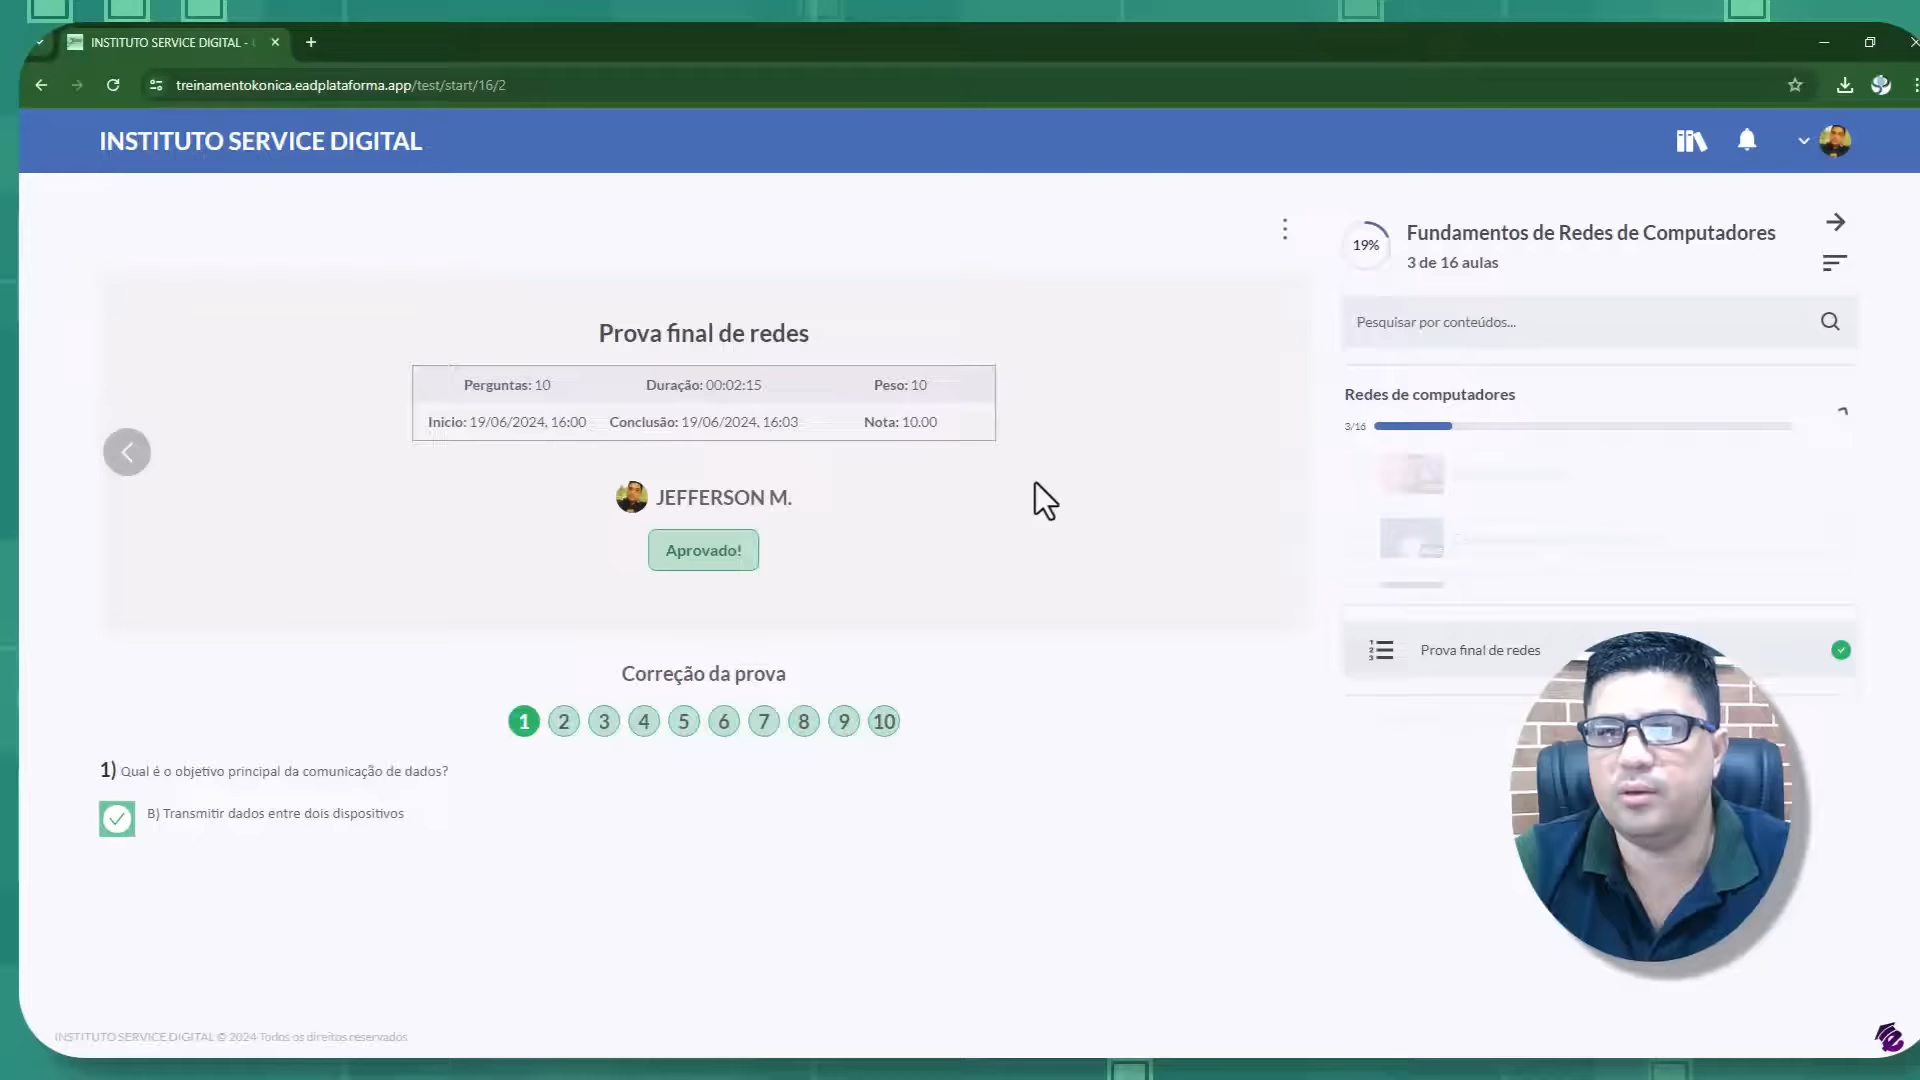 INSTITUTO SERVICE DIGITAL -
treinamentokonica.eadplataforma.app/test/start/16/2
INSTITUTO SERVICE DIGITAL
19%
Fundamentos de Redes de Computadores
3 de 16 aulas
Pesquisar por conteúdos...
Prova final de redes
Perguntas: 10 Duração: 00:02:15 Peso: 10
Inicio: 19/06/2024, 16:00 Conclusão: 19/06/2024, 16:03 Nota: 10.00
JEFFERSON M.
Aprovado!
Redes de computadores
3/16
Prova final de redes
Correção da prova
1 2 3 4 5 6 7 8 9 10
1) Qual é o objetivo principal da comunicação de dados?
B) Transmitir dados entre dois dispositivos
INSTITUTO SERVICE DIGITAL © 2024 Todos os direitos reservados